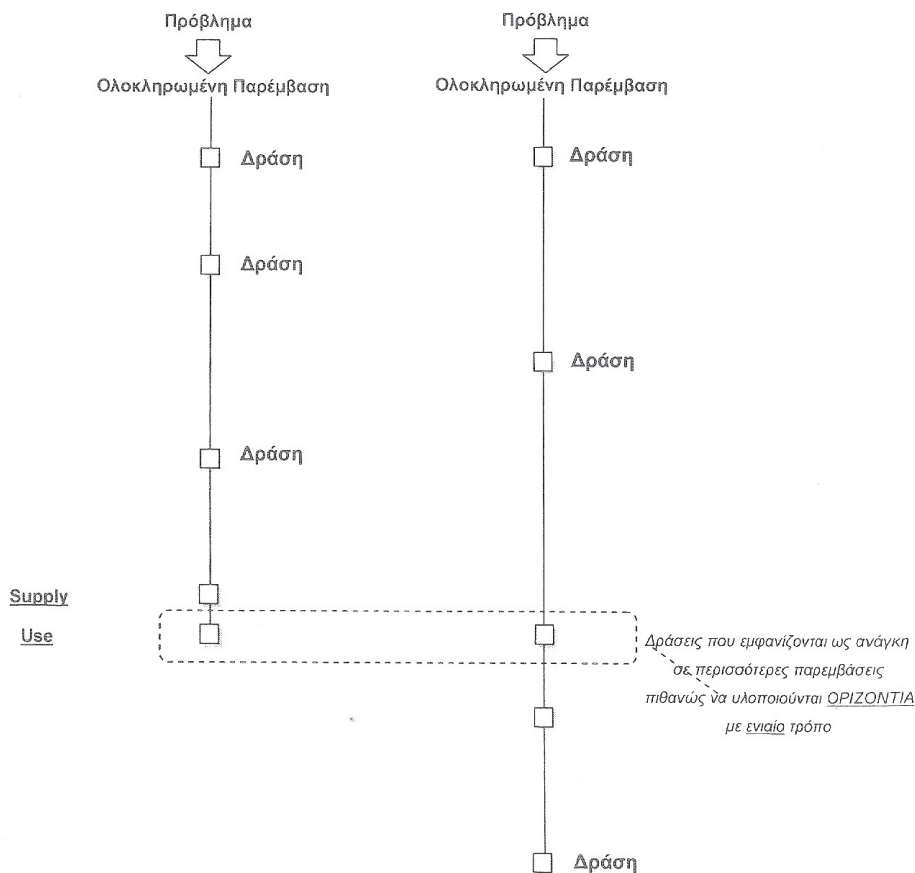 Πρόβλημα
Πρόβλημα
Ολοκληρωμένη Παρέμβαση
Ολοκληρωμένη Παρέμβαση
Δράση
Δράση
Δράση
Δράση
Δράση
Supply
Use
Δράσεις που εμφανίζονται ως ανάγκη
σε περισσότερες παρεμβάσεις
πιθανώς να υλοποιούνται ΟΡΙΖΟΝΤΙΑ
με ενιαίο τρόπο
Δράση